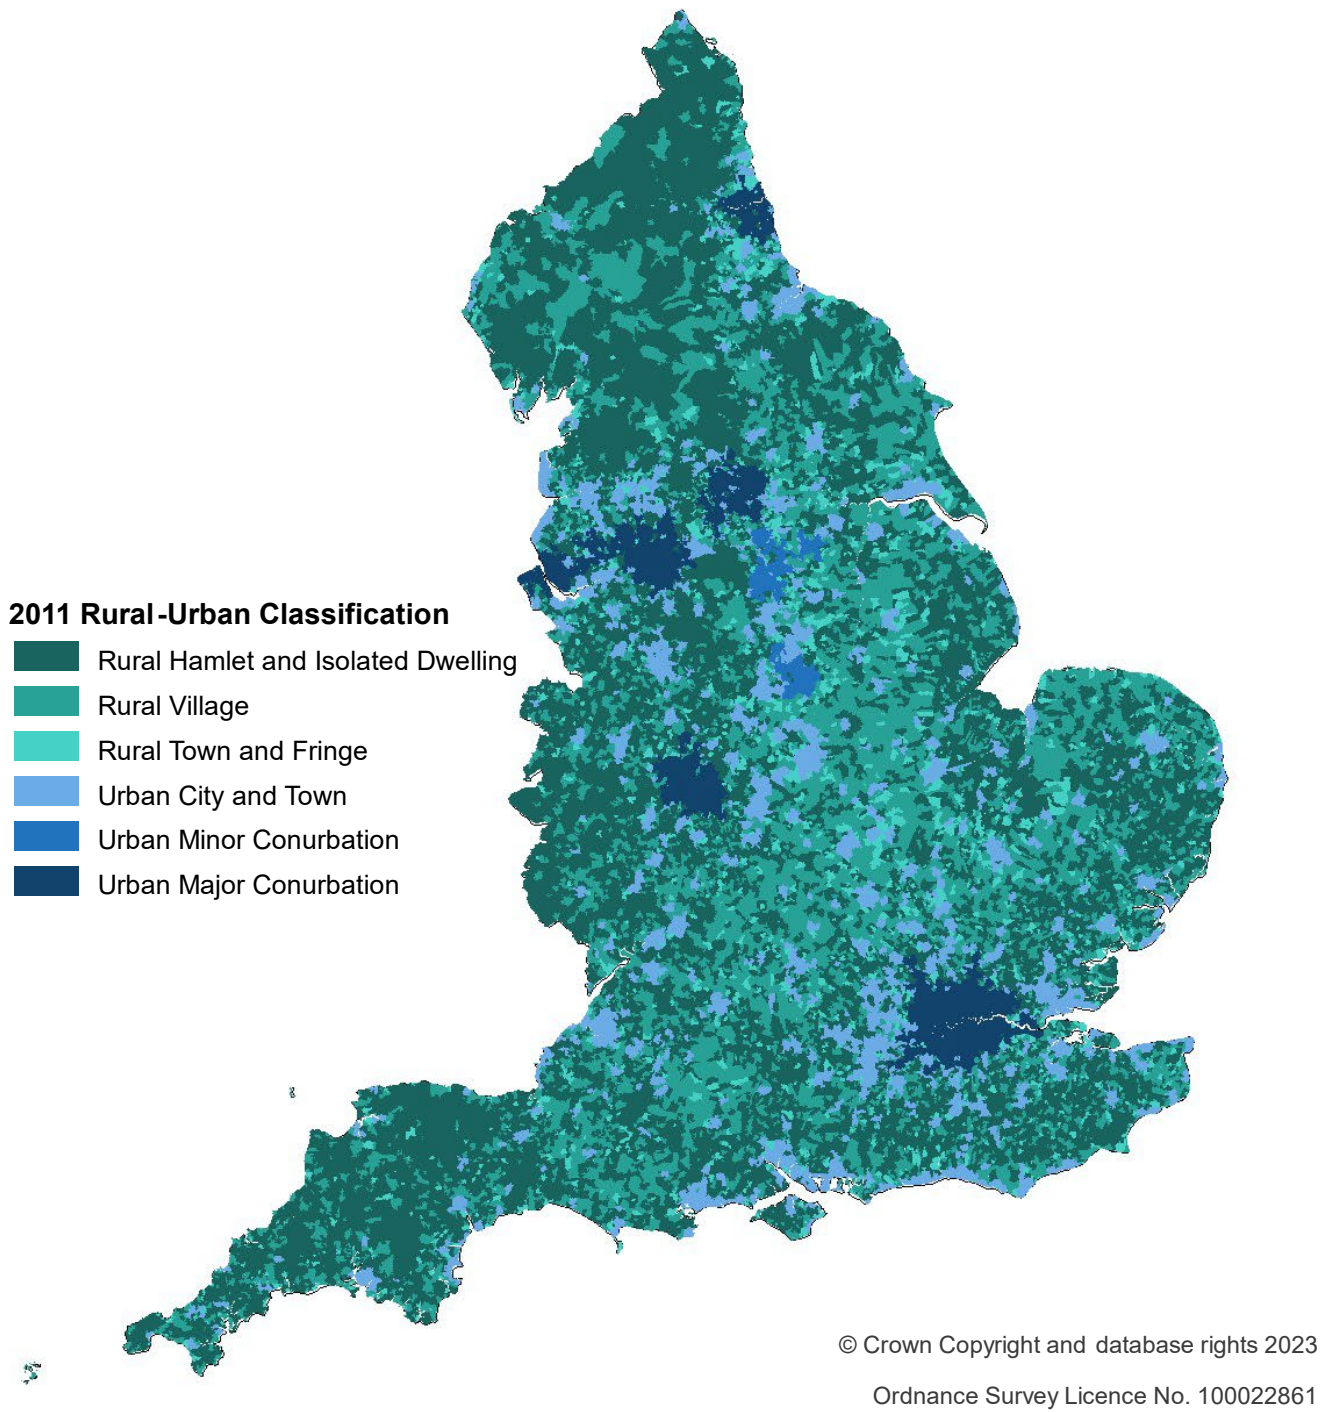 2011 Rural-Urban Classification
Rural Hamlet and Isolated Dwelling
Rural Village
Rural Town and Fringe
Urban City and Town
Urban Minor Conurbation
Urban Major Conurbation
© Crown Copyright and database rights 2023
Ordnance Survey Licence No. 100022861